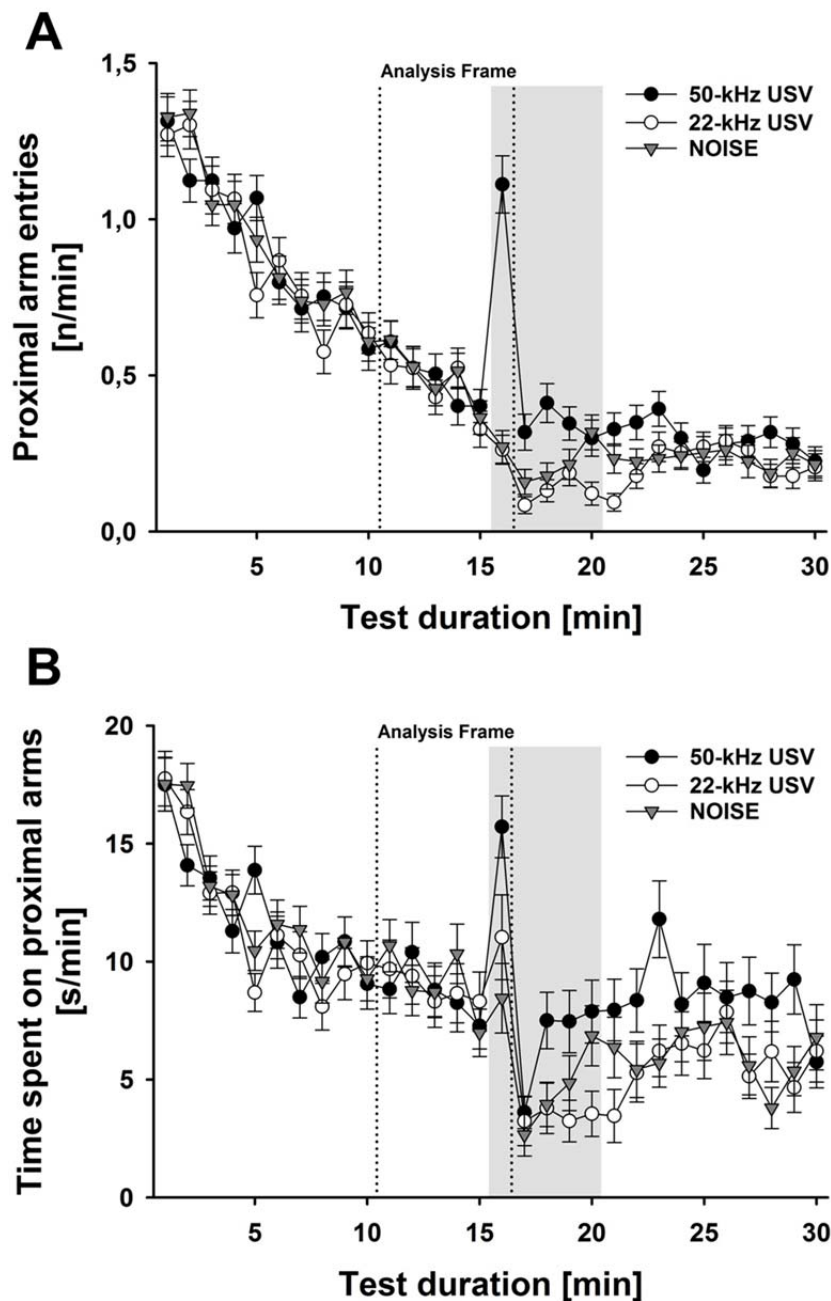 A
Analysis Frame
50-kHz USV
22-kHz USV
NOISE
Proximal arm entries
[n/min]
1,5
1,0
0,5
0,0
5 10 15 20 25 30
Test duration [min]
B
Analysis Frame
50-kHz USV
22-kHz USV
NOISE
Time spent on proximal arms
[s/min]
20
15
10
5
0
5 10 15 20 25 30
Test duration [min]